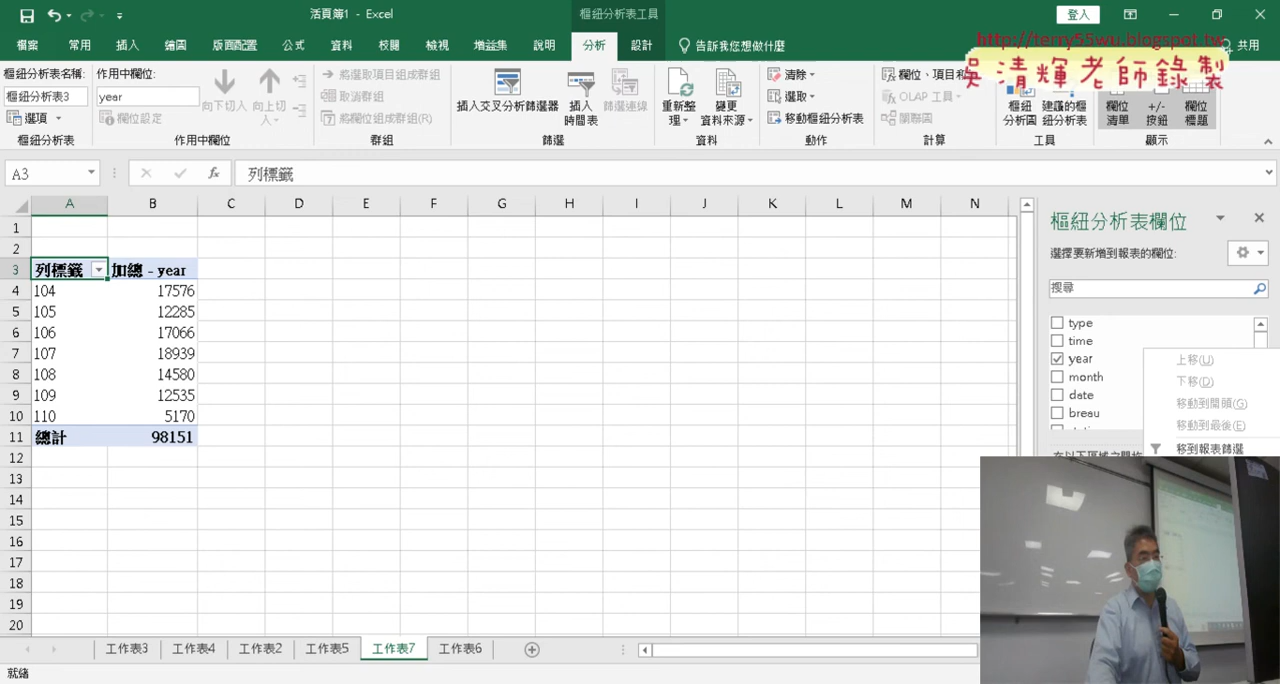 活頁簿1 - Excel
樞紐分析表工具
登入
http://terry55wu.blogspot.tw
吳清輝老師錄製
檔案 常用 插入 繪圖 版面配置 公式 資料 校閱 檢視 增益集 說明 分析 設計 告訴我您想做什麼 共用
樞紐分析表名稱: 作用中欄位:
樞紐分析表3 year
選項 欄位設定
向下切入 向上切入
將選取項目組成群組
取消群組
將欄位組成群組(R)
插入交叉分析篩選器 插入時間表 篩選連線
重新整理 變更資料來源
清除
選取
移動樞紐分析表
欄位、項目和
OLAP 工具
關聯圖
樞紐分析圖 建議的樞紐分析表
欄位清單 +/-按鈕 欄位標題
樞紐分析表 作用中欄位 群組 篩選 資料 動作 計算 工具 顯示
A3 fx 列標籤
A B C D E F G H I J K L M N
1
2
3 列標籤 加總 - year
4 104 17576
5 105 12285
6 106 17066
7 107 18939
8 108 14580
9 109 12535
10 110 5170
11 總計 98151
12
13
14
15
16
17
18
19
20
樞紐分析表欄位
選擇要新增到報表的欄位:
搜尋
type
time
year
month
date
breau
上移(U)
下移(D)
移動到開頭(G)
移動到最後(E)
移到報表篩選
工作表3 工作表4 工作表2 工作表5 工作表7 工作表6
就緒